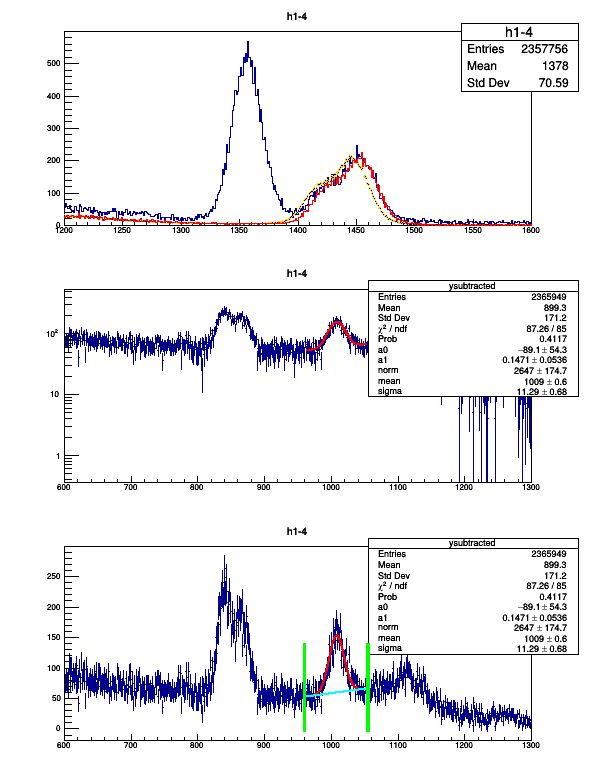 h1-4
h1-4
Entries 2357756
Mean 1378
Std Dev 70.59
500
400
300
200
100
0
1200 1250 1300 1350 1400 1450 1500 1550 1600
h1-4
ysubtracted
Entries 2365949
Mean 899.3
Std Dev 171.2
χ² / ndf 87.26 / 85
Prob 0.4117
a0 −89.1 ± 54.3
a1 0.1471 ± 0.0536
norm 2647 ± 174.7
mean 1009 ± 0.6
sigma 11.29 ± 0.68
10²
10
1
600 700 800 900 1000 1100 1200 1300
h1-4
ysubtracted
Entries 2365949
Mean 899.3
Std Dev 171.2
χ² / ndf 87.26 / 85
Prob 0.4117
a0 −89.1 ± 54.3
a1 0.1471 ± 0.0536
norm 2647 ± 174.7
mean 1009 ± 0.6
sigma 11.29 ± 0.68
250
200
150
100
50
0
600 700 800 900 1000 1100 1200 1300